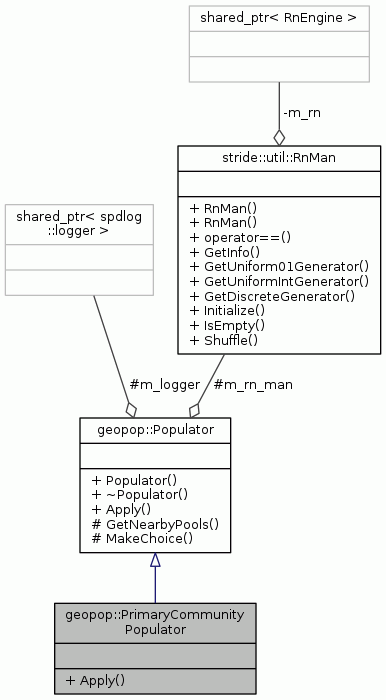 shared_ptr< RnEngine >
-m_rn
stride::util::RnMan
+ RnMan()
+ RnMan()
+ operator==()
+ GetInfo()
+ GetUniform01Generator()
+ GetUniformIntGenerator()
+ GetDiscreteGenerator()
+ Initialize()
+ IsEmpty()
+ Shuffle()
shared_ptr< spdlog
::logger >
#m_logger
#m_rn_man
geopop::Populator
+ Populator()
+ ~Populator()
+ Apply()
# GetNearbyPools()
# MakeChoice()
geopop::PrimaryCommunity
Populator
+ Apply()